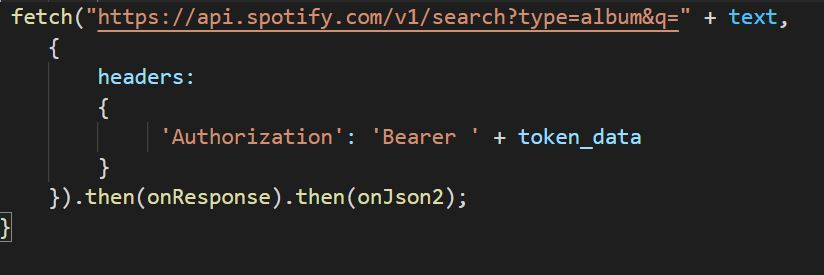 fetch("https://api.spotify.com/v1/search?type=album&q=" + text,
{
headers:
{
'Authorization': 'Bearer ' + token_data
}
}).then(onResponse).then(onJson2);
}